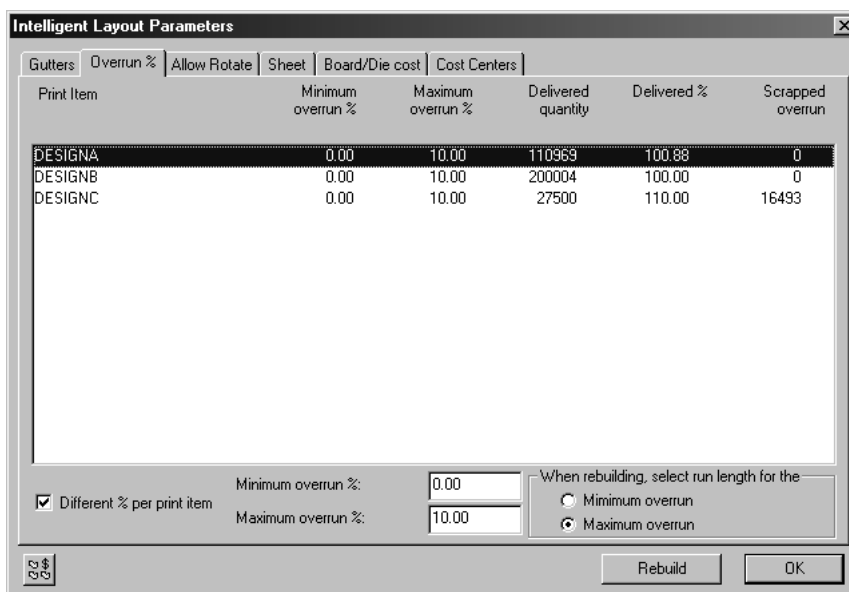 Intelligent Layout Parameters
Gutters Overrun % Allow Rotate Sheet Board/Die cost Cost Centers
Print Item Minimum overrun % Maximum overrun % Delivered quantity Delivered % Scrapped overrun
DESIGNA 0.00 10.00 110969 100.88 0
DESIGNB 0.00 10.00 200004 100.00 0
DESIGNC 0.00 10.00 27500 110.00 16493
Different % per print item
Minimum overrun %: 0.00
Maximum overrun %: 10.00
When rebuilding, select run length for the
Mimimum overrun
Maximum overrun
Rebuild OK